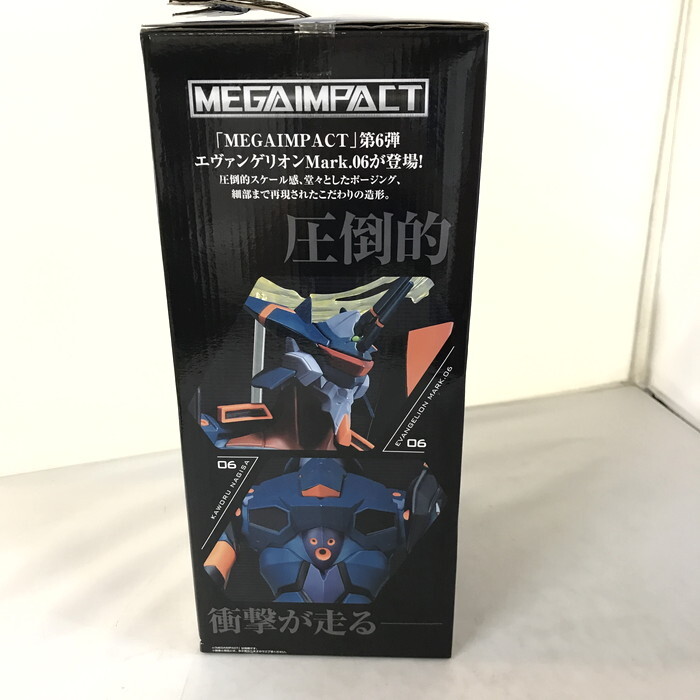 MEGAIMPACT
「MEGAIMPACT」第6弾
エヴァンゲリオンMark.06が登場!
圧倒的スケール感、堂々としたポージング、
細部まで再現されたこだわりの造形。
圧倒的
EVANGELION MARK.06
06
06
KAWORU NAGISA
衝撃が走る——